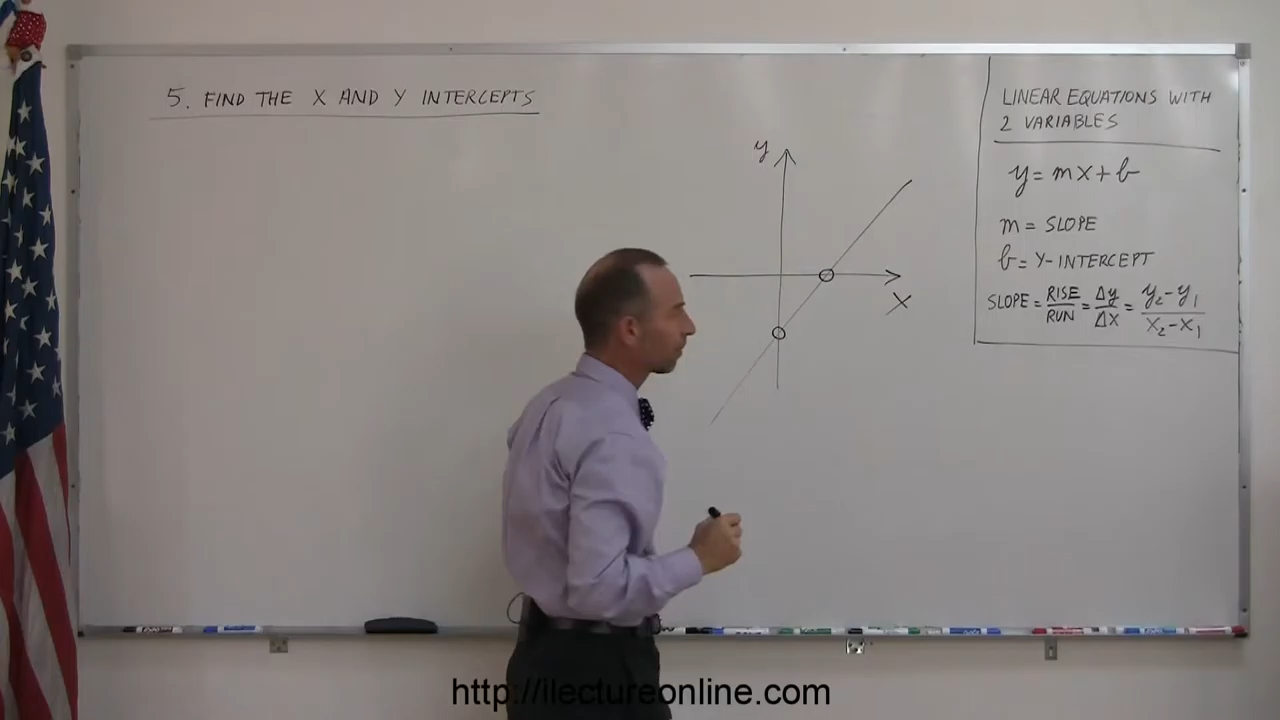 5. FIND THE X AND Y INTERCEPTS
y
X
LINEAR EQUATIONS WITH
2 VARIABLES
y = mx + b
m = SLOPE
b = Y-INTERCEPT
SLOPE = RISE/RUN = Δy/Δx = y₂-y₁/x₂-x₁
http://ilectureonline.com